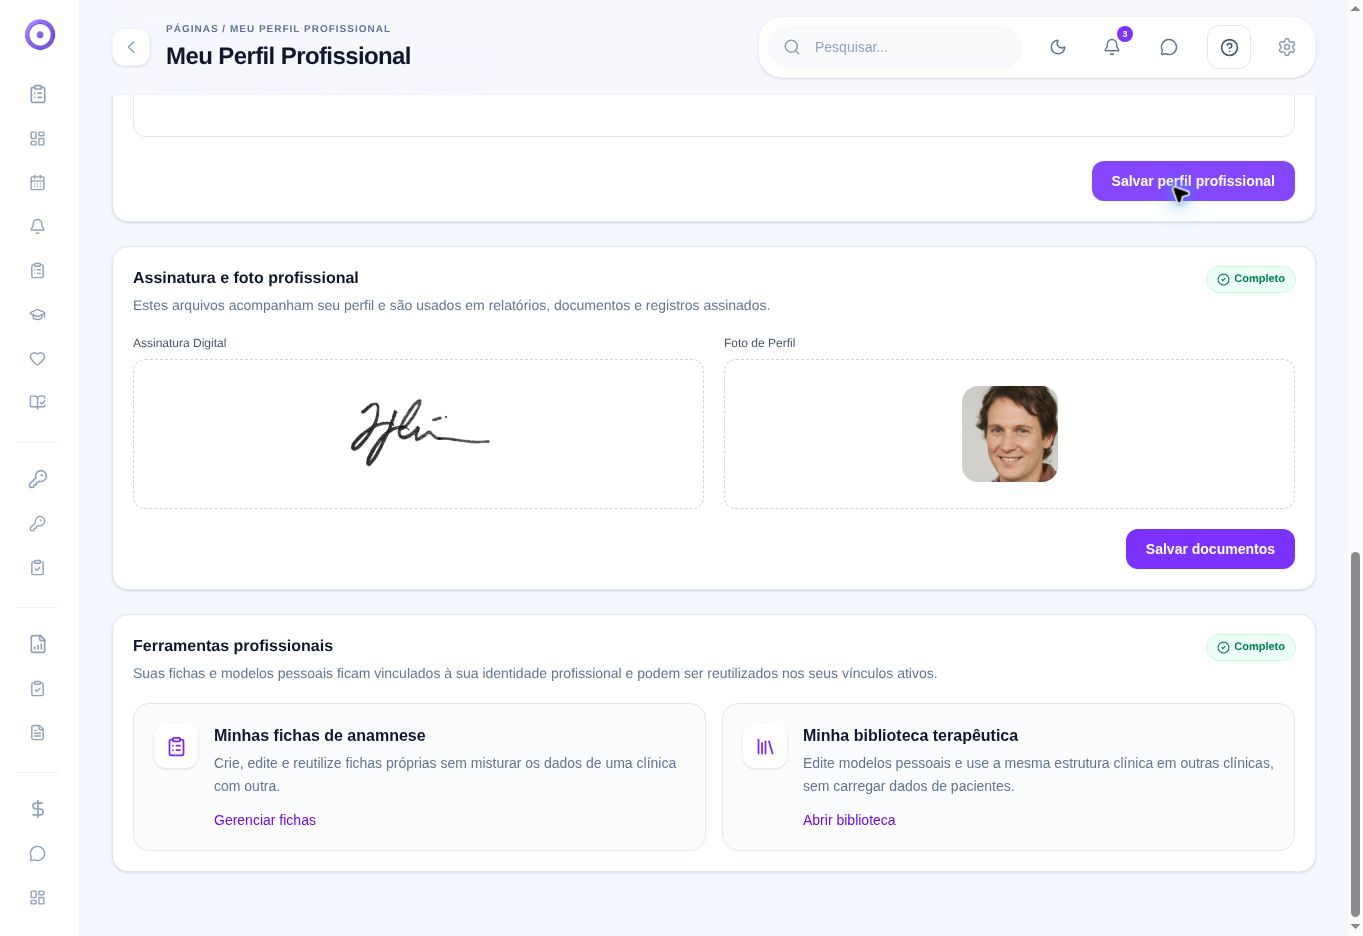 PÁGINAS / MEU PERFIL PROFISSIONAL
Meu Perfil Profissional
Pesquisar...
3
Salvar perfil profissional
Assinatura e foto profissional
Completo
Estes arquivos acompanham seu perfil e são usados em relatórios, documentos e registros assinados.
Assinatura Digital
Foto de Perfil
Salvar documentos
Ferramentas profissionais
Completo
Suas fichas e modelos pessoais ficam vinculados à sua identidade profissional e podem ser reutilizados nos seus vínculos ativos.
Minhas fichas de anamnese
Crie, edite e reutilize fichas próprias sem misturar os dados de uma clínica
com outra.
Gerenciar fichas
Minha biblioteca terapêutica
Edite modelos pessoais e use a mesma estrutura clínica em outras clínicas,
sem carregar dados de pacientes.
Abrir biblioteca